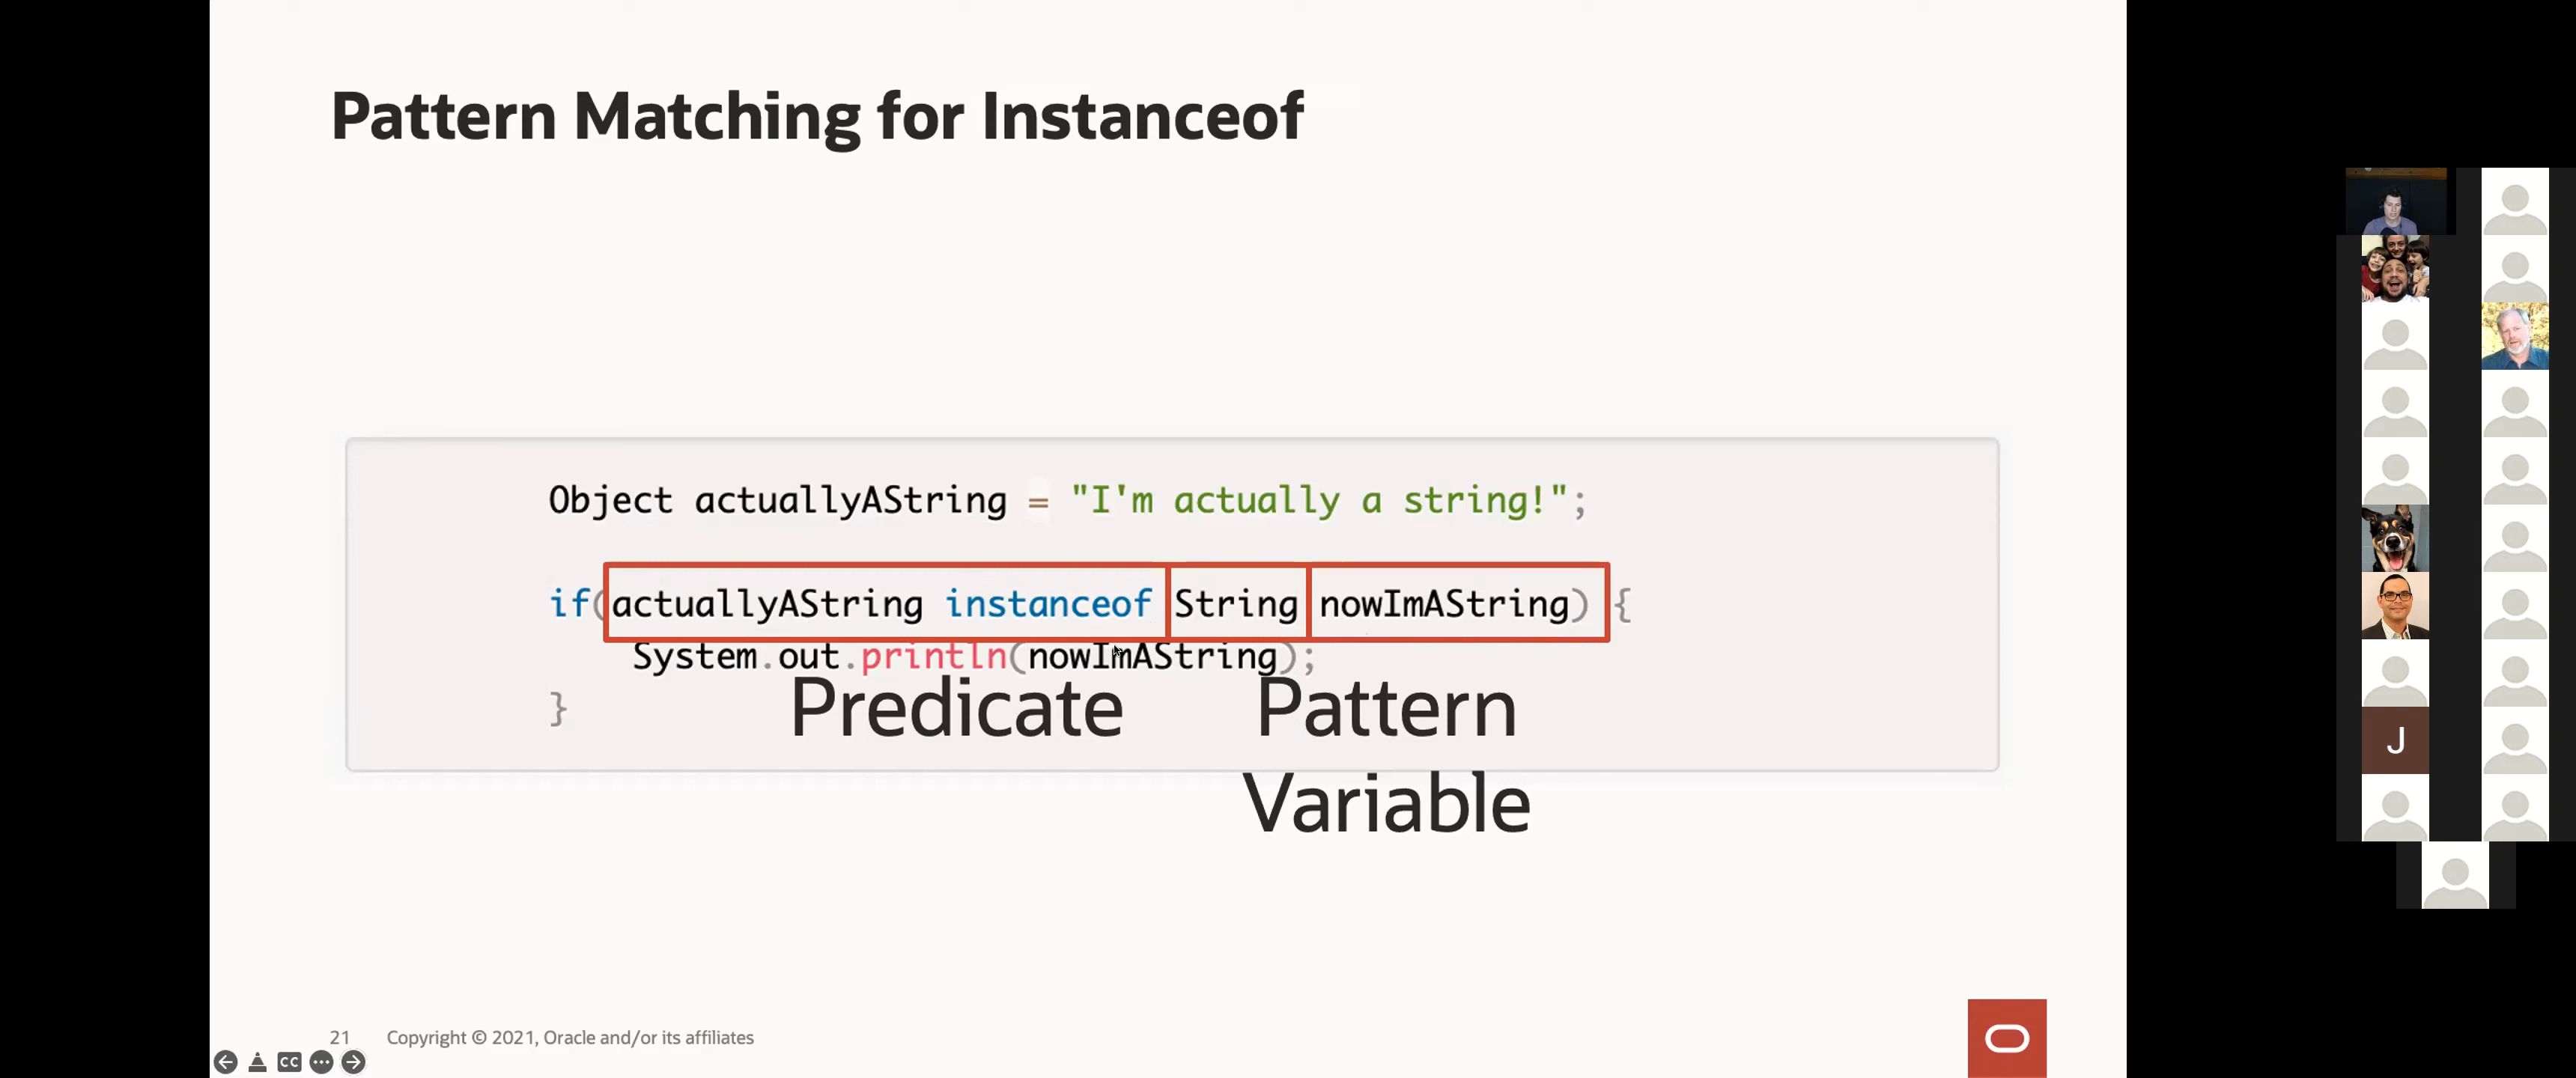 Pattern Matching for Instanceof
Object actuallyAString = "I'm actually a string!";
if(actuallyAString instanceof String nowImAString) {
System.out.println(nowImAString);
}
Predicate
Pattern
Variable
21 Copyright © 2021, Oracle and/or its affiliates
CC
J